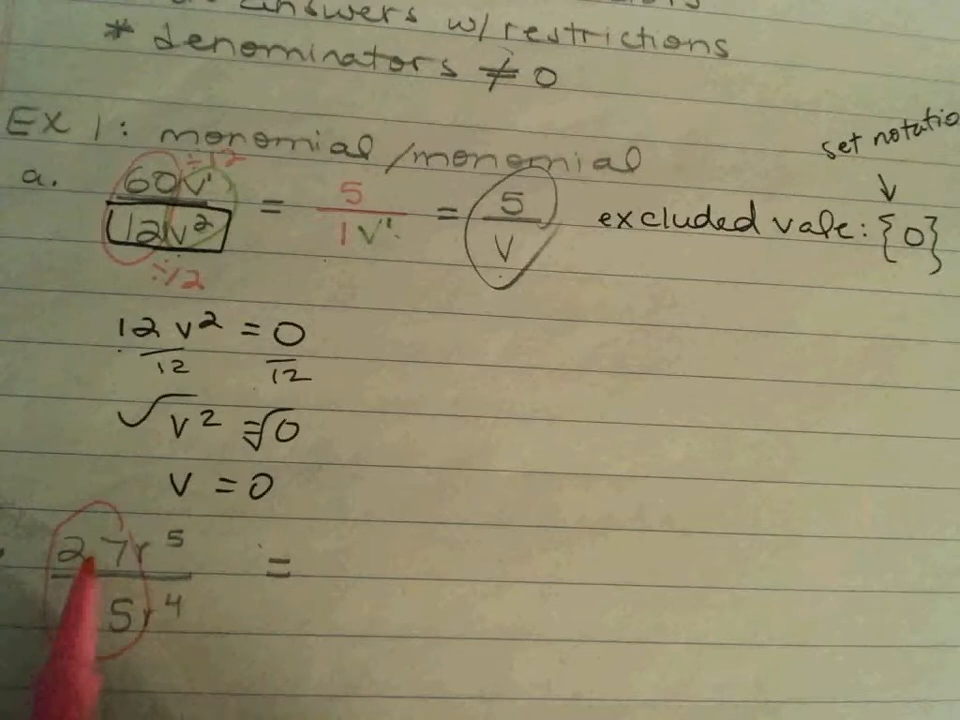 answers w/restrictions
* denominators ≠ 0
EX 1: monomial/monomial
set notatio
a. 60v¹ ÷12 / 12v² ÷12 = 5 / 1v¹ = 5 / v excluded value: {0}
12v² = 0
12 12
√v² = √0
v = 0
27r⁵ / 5r⁴ =